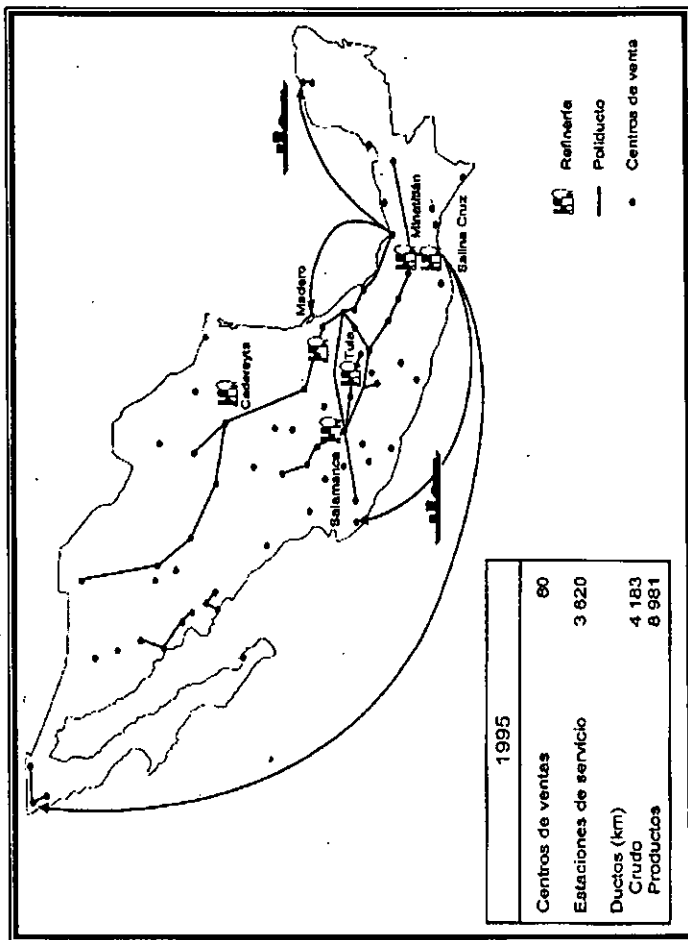 Cadereyta
Madero
Salamanca
Tula
Minatitlán
Salina Cruz
Refinería
Poliducto
Centros de venta
1995
Centros de ventas 80
Estaciones de servicio 3 620
Ductos (km)
Crudo 4 183
Productos 8 981